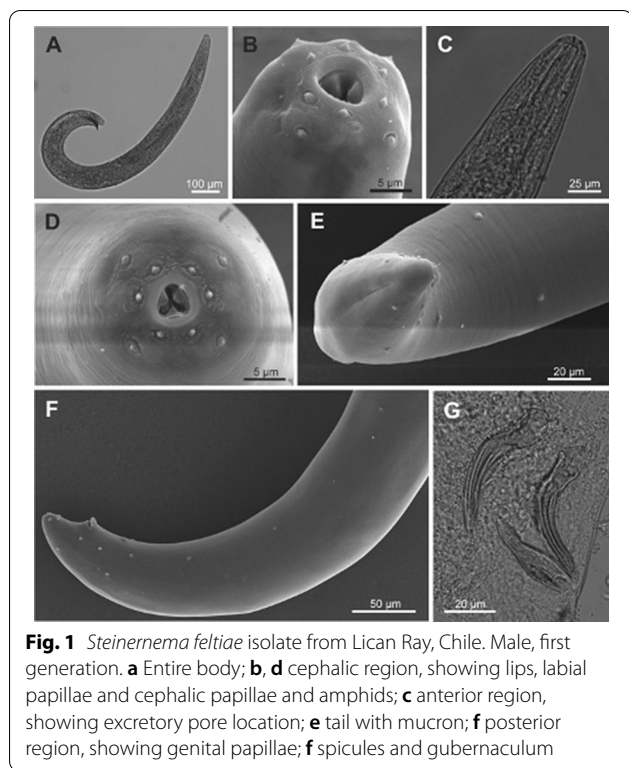 A B C
100 µm 5 µm 25 µm
D E
5 µm 20 µm
F G
50 µm 20 µm
Fig. 1 Steinernema feltiae isolate from Lican Ray, Chile. Male, first
generation. a Entire body; b, d cephalic region, showing lips, labial
papillae and cephalic papillae and amphids; c anterior region,
showing excretory pore location; e tail with mucron; f posterior
region, showing genital papillae; f spicules and gubernaculum